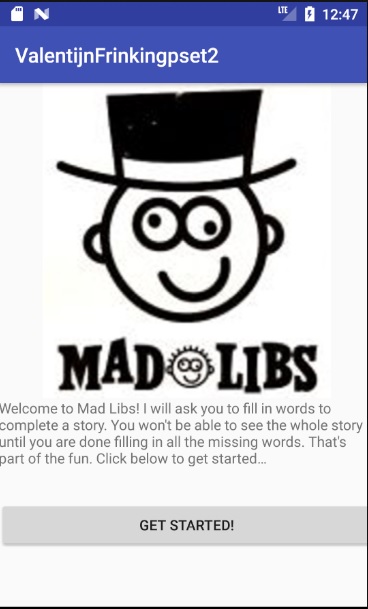 LTE 12:47
ValentijnFrinkingpset2
MAD LIBS
Welcome to Mad Libs! I will ask you to fill in words to
complete a story. You won't be able to see the whole story
until you are done filling in all the missing words. That's
part of the fun. Click below to get started...
GET STARTED!